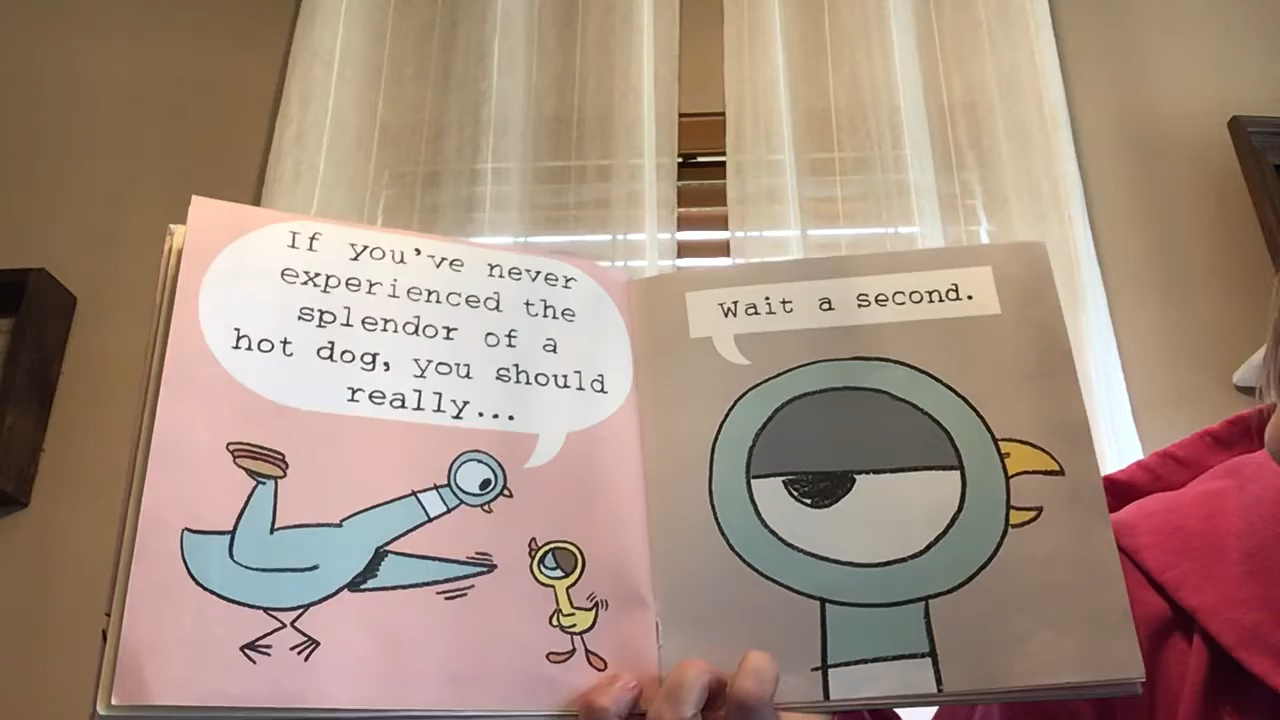 If you've never
experienced the
splendor of a
hot dog, you should
really...
Wait a second.